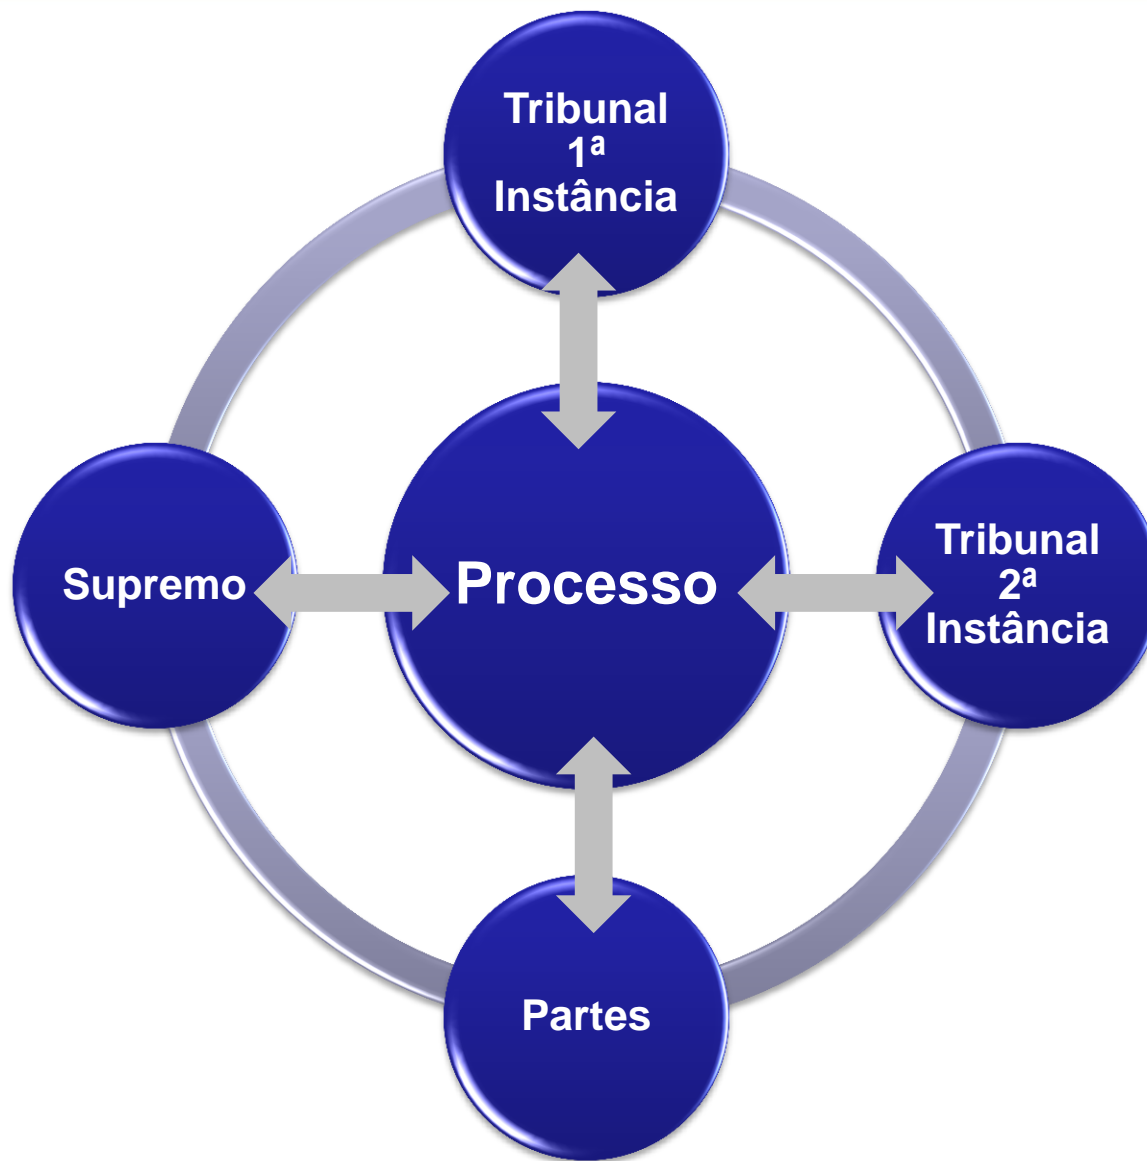 Tribunal
1ª
Instância
Supremo
Processo
Tribunal
2ª
Instância
Partes